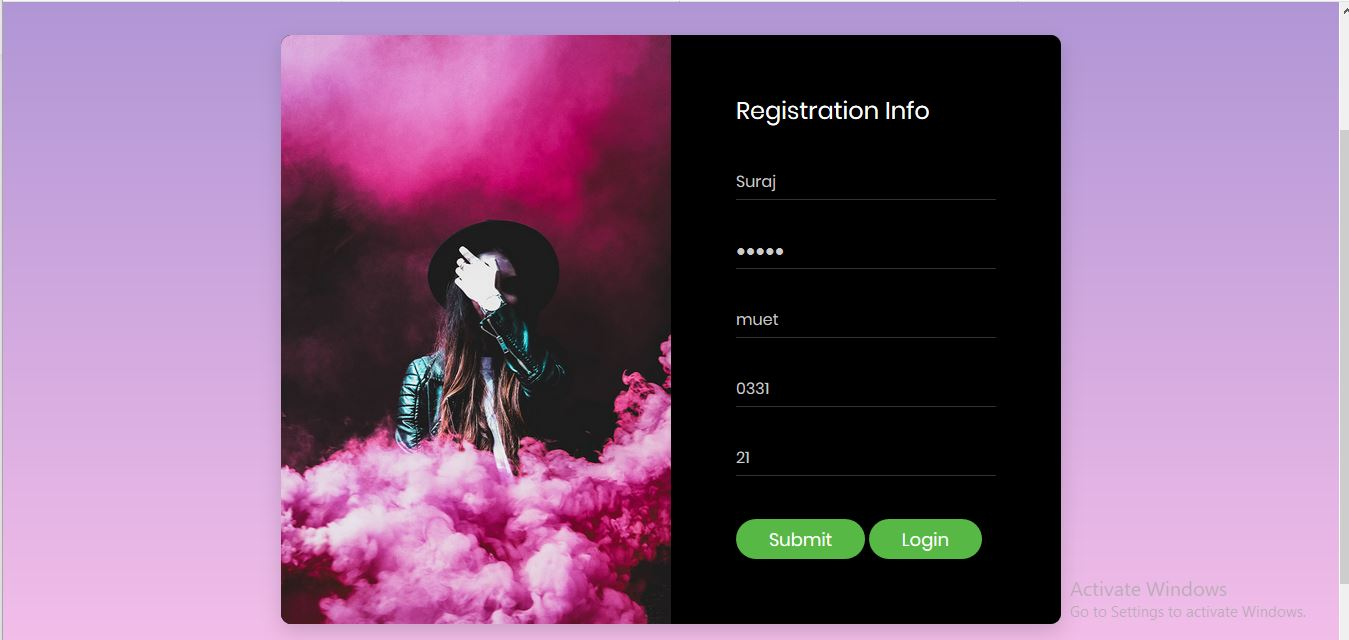 Registration Info
Suraj
•••••
muet
0331
21
Submit Login
Activate Windows
Go to Settings to activate Windows.